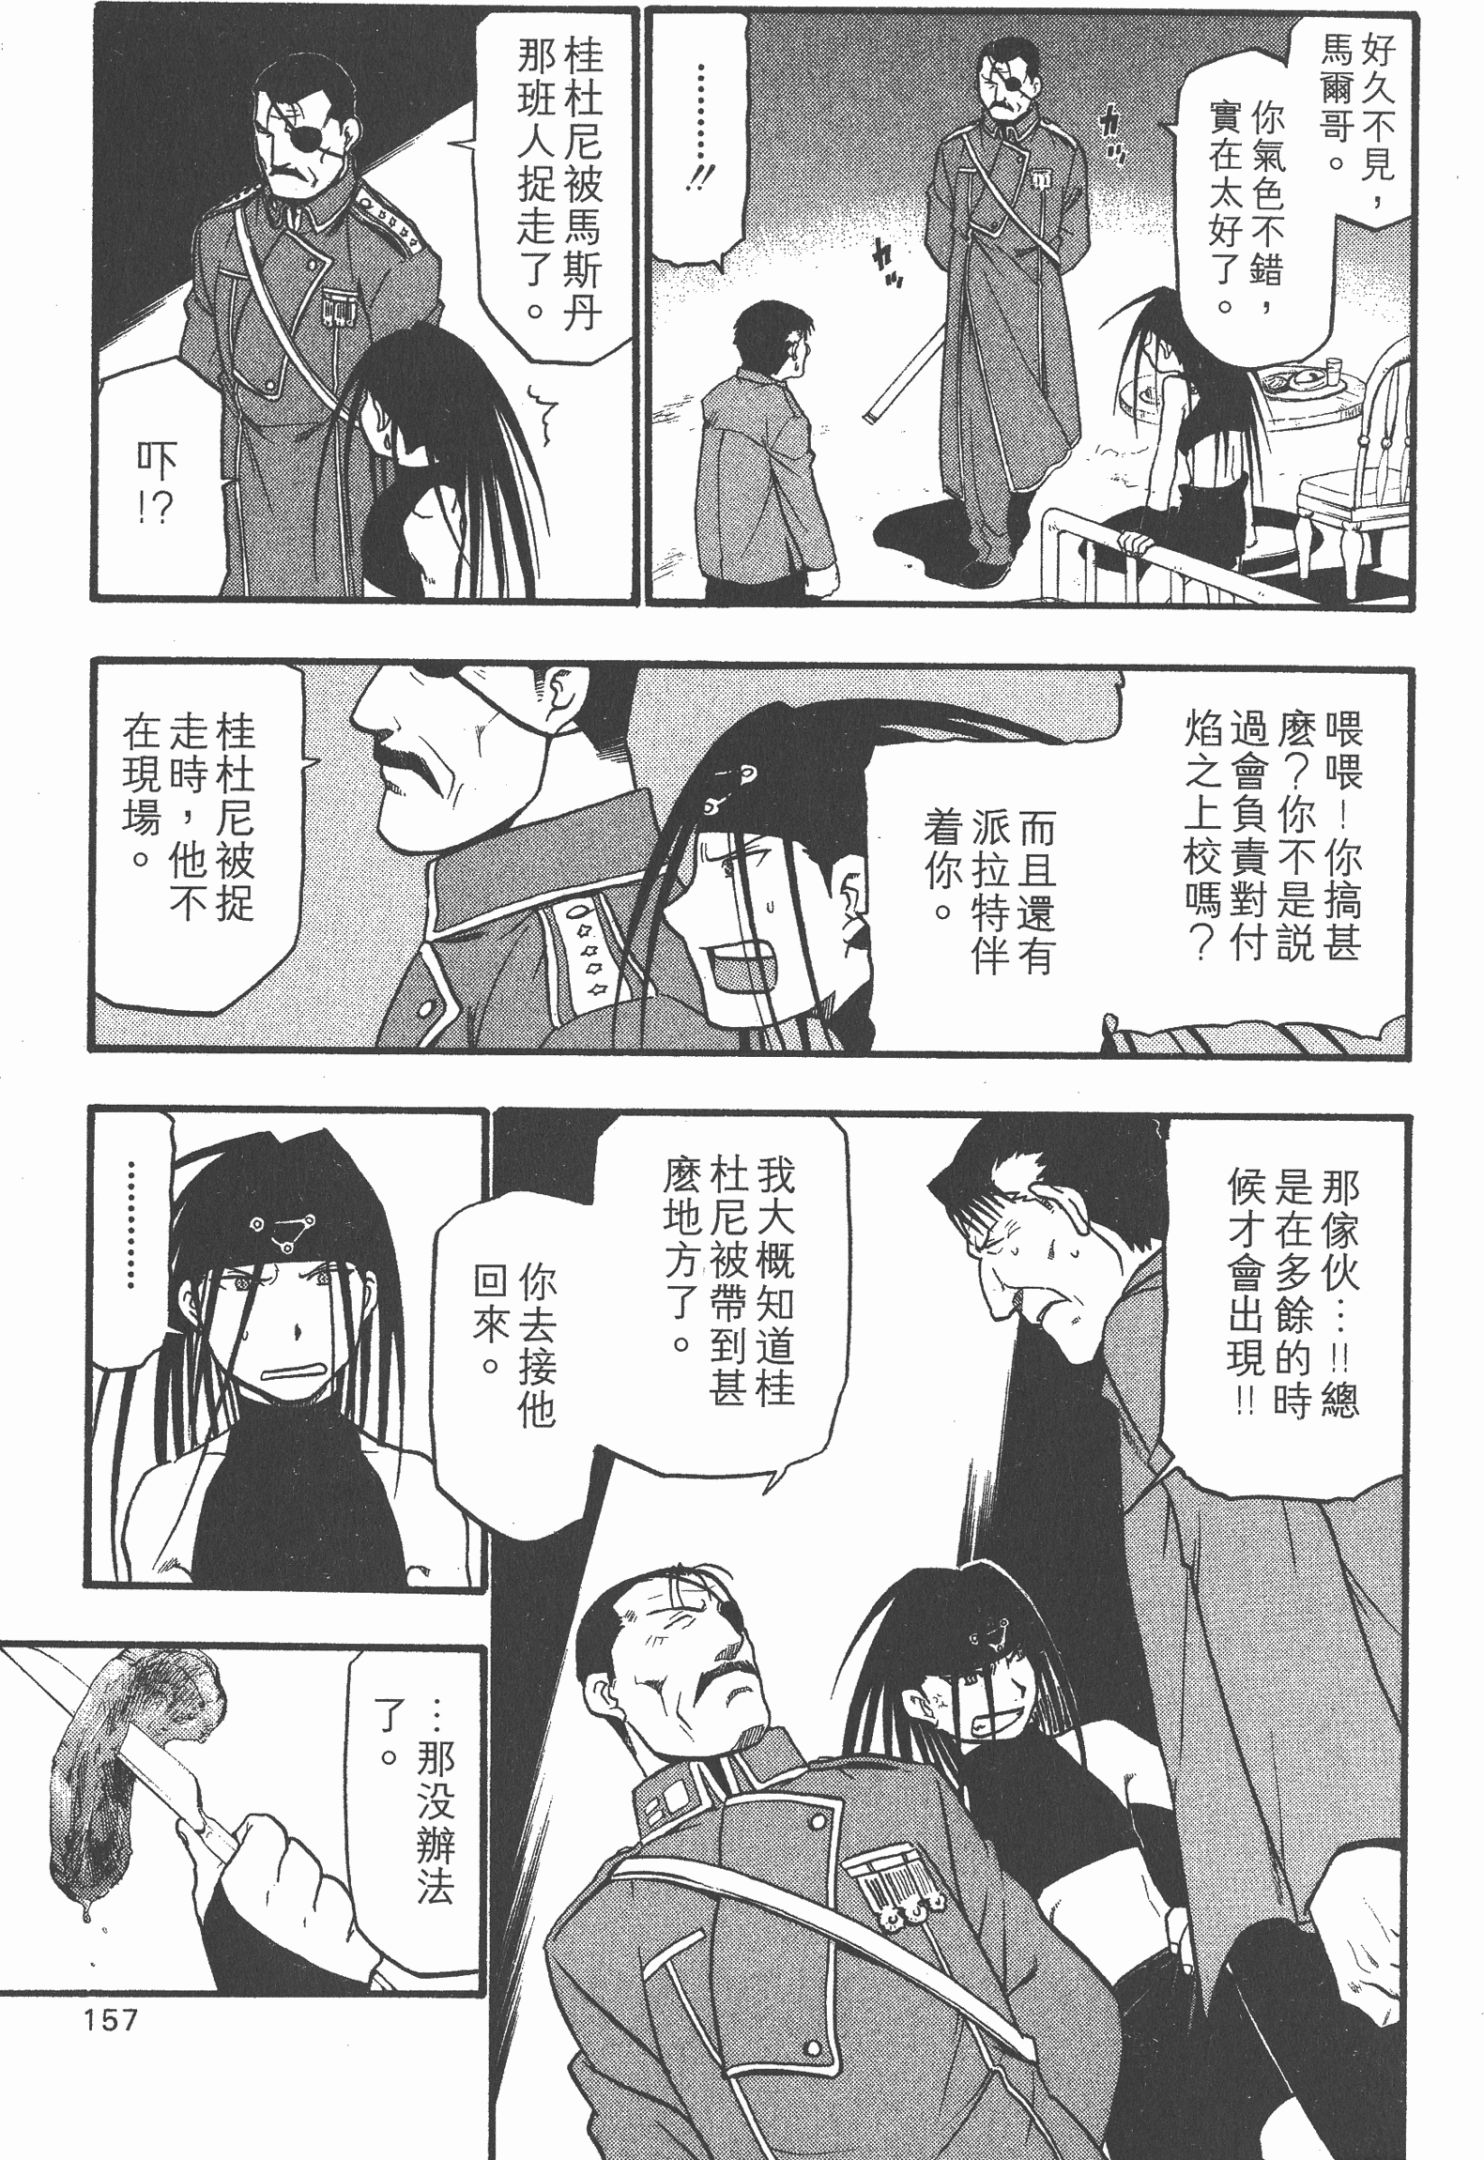 好久不見，
馬爾哥。
你氣色不錯，
實在太好了。
カ
ツ
カ
ツ
………!!
桂杜尼被馬斯丹
那班人捉走了。
吓!?
喂喂！你搞甚
麼？你不是説
過會負責對付
焰之上校嗎？
而且還有
派拉特伴
着你。
桂杜尼被捉
走時，他不
在現場。
那傢伙…!!總
是在多餘的時
候才會出現!!
我大概知道桂
杜尼被帶到甚
麼地方了。
你去接他
回來。
…………
…那没辦法
了。
157